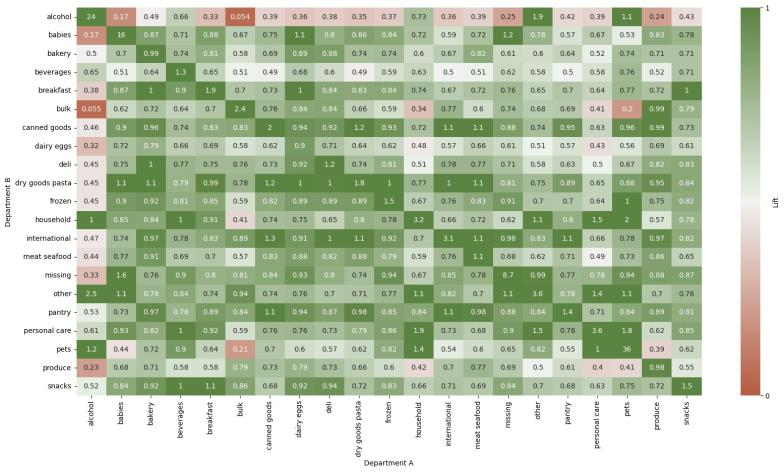 alcohol 24 0.17 0.49 0.66 0.33 0.054 0.39 0.36 0.38 0.35 0.39 0.73 0.36 0.39 0.25 1.9 0.42 0.39 1.1 0.24 0.43 1
babies 0.17 16 0.87 0.71 0.88 0.67 0.75 1.1 0.8 0.86 0.84 0.72 0.59 0.72 1.2 0.78 0.57 0.67 0.53 0.83 0.78
bakery 0.5 0.7 0.99 0.74 0.81 0.58 0.69 0.89 0.88 0.74 0.74 0.6 0.67 0.82 0.61 0.6 0.64 0.52 0.74 0.71 0.71
beverages 0.65 0.51 0.64 1.3 0.65 0.51 0.49 0.68 0.6 0.49 0.59 0.63 0.5 0.51 0.62 0.58 0.5 0.62 0.76 0.52 0.71
breakfast 0.38 0.87 1 0.9 1.9 0.7 0.73 1 0.84 0.84 0.74 0.67 0.67 0.72 0.76 0.65 0.7 0.67 0.77 0.73 1
bulk 0.055 0.62 0.72 0.64 0.7 2.4 0.76 0.84 0.84 0.66 0.59 0.34 0.77 0.6 0.74 0.68 0.69 0.41 0.2 0.99 0.79
canned goods 0.46 0.9 0.96 0.74 0.83 0.83 2 0.94 0.92 1.2 0.93 0.72 1.1 1.1 0.88 0.74 0.95 0.63 0.96 0.99 0.73
dairy eggs 0.32 0.75 0.79 0.66 0.69 0.58 0.62 0.9 0.79 0.68 0.69 0.48 0.57 0.66 0.61 0.51 0.57 0.43 0.56 0.69 0.61
deli 0.45 0.72 1 0.77 0.75 0.76 0.73 0.92 1.2 0.74 0.81 0.51 0.78 0.77 0.71 0.58 0.63 0.5 0.67 0.82 0.83
dry goods pasta 0.45 1.1 1.1 0.79 0.99 0.78 1.2 1 1 1.8 1 0.77 1 1.1 0.81 0.75 0.89 0.65 0.88 0.95 0.84
frozen 0.45 0.9 0.92 0.81 0.85 0.59 0.82 0.89 0.89 0.89 1.5 0.67 0.76 0.83 0.91 0.7 0.7 0.64 1 0.75 0.82
household 1 0.85 0.84 1 0.91 0.41 0.74 0.75 0.65 0.8 0.78 3.2 0.66 0.72 0.62 1.1 0.8 1.5 2 0.57 0.78
international 0.47 0.74 0.97 0.78 0.83 0.89 1.3 0.91 1 1.1 0.92 0.7 3.1 1.1 0.98 0.83 1.1 0.66 0.78 0.97 0.82
meat seafood 0.44 0.77 0.91 0.69 0.7 0.57 0.83 0.88 0.82 0.88 0.79 0.59 0.76 1.1 0.68 0.62 0.71 0.49 0.73 0.86 0.65
missing 0.33 1.6 0.76 0.9 0.8 0.81 0.84 0.93 0.8 0.74 0.94 0.67 0.85 0.78 8.7 0.99 0.77 0.78 0.94 0.88 0.87
other 2.5 1.1 0.78 0.84 0.74 0.94 0.74 0.76 0.7 0.71 0.77 1.1 0.82 0.7 1.1 3.6 0.78 1.4 1.1 0.7 0.76
pantry 0.53 0.73 0.97 0.78 0.89 0.84 1.1 0.94 0.87 0.98 0.85 0.84 1.1 0.98 0.88 0.84 1.4 0.71 0.84 0.89 0.81
personal care 0.61 0.93 0.82 1 0.92 0.59 0.76 0.76 0.73 0.79 0.86 1.9 0.73 0.76 0.9 1.5 0.78 3.6 1.8 0.62 0.85
pets 1.2 0.44 0.72 0.9 0.64 0.21 0.7 0.6 0.57 0.62 0.82 1.4 0.54 0.6 0.65 0.82 0.55 1 36 0.39 0.62
produce 0.23 0.68 0.71 0.58 0.58 0.79 0.73 0.79 0.73 0.66 0.6 0.42 0.7 0.77 0.69 0.5 0.61 0.4 0.41 0.98 0.55
snacks 0.52 0.84 0.92 1 1.1 0.86 0.68 0.92 0.94 0.72 0.83 0.66 0.71 0.69 0.84 0.7 0.68 0.63 0.75 0.72 1.5 0
Department B
Lift
alcohol babies bakery beverages breakfast bulk canned goods dairy eggs deli dry goods pasta frozen household international meat seafood missing other pantry personal care pets produce snacks
Department A